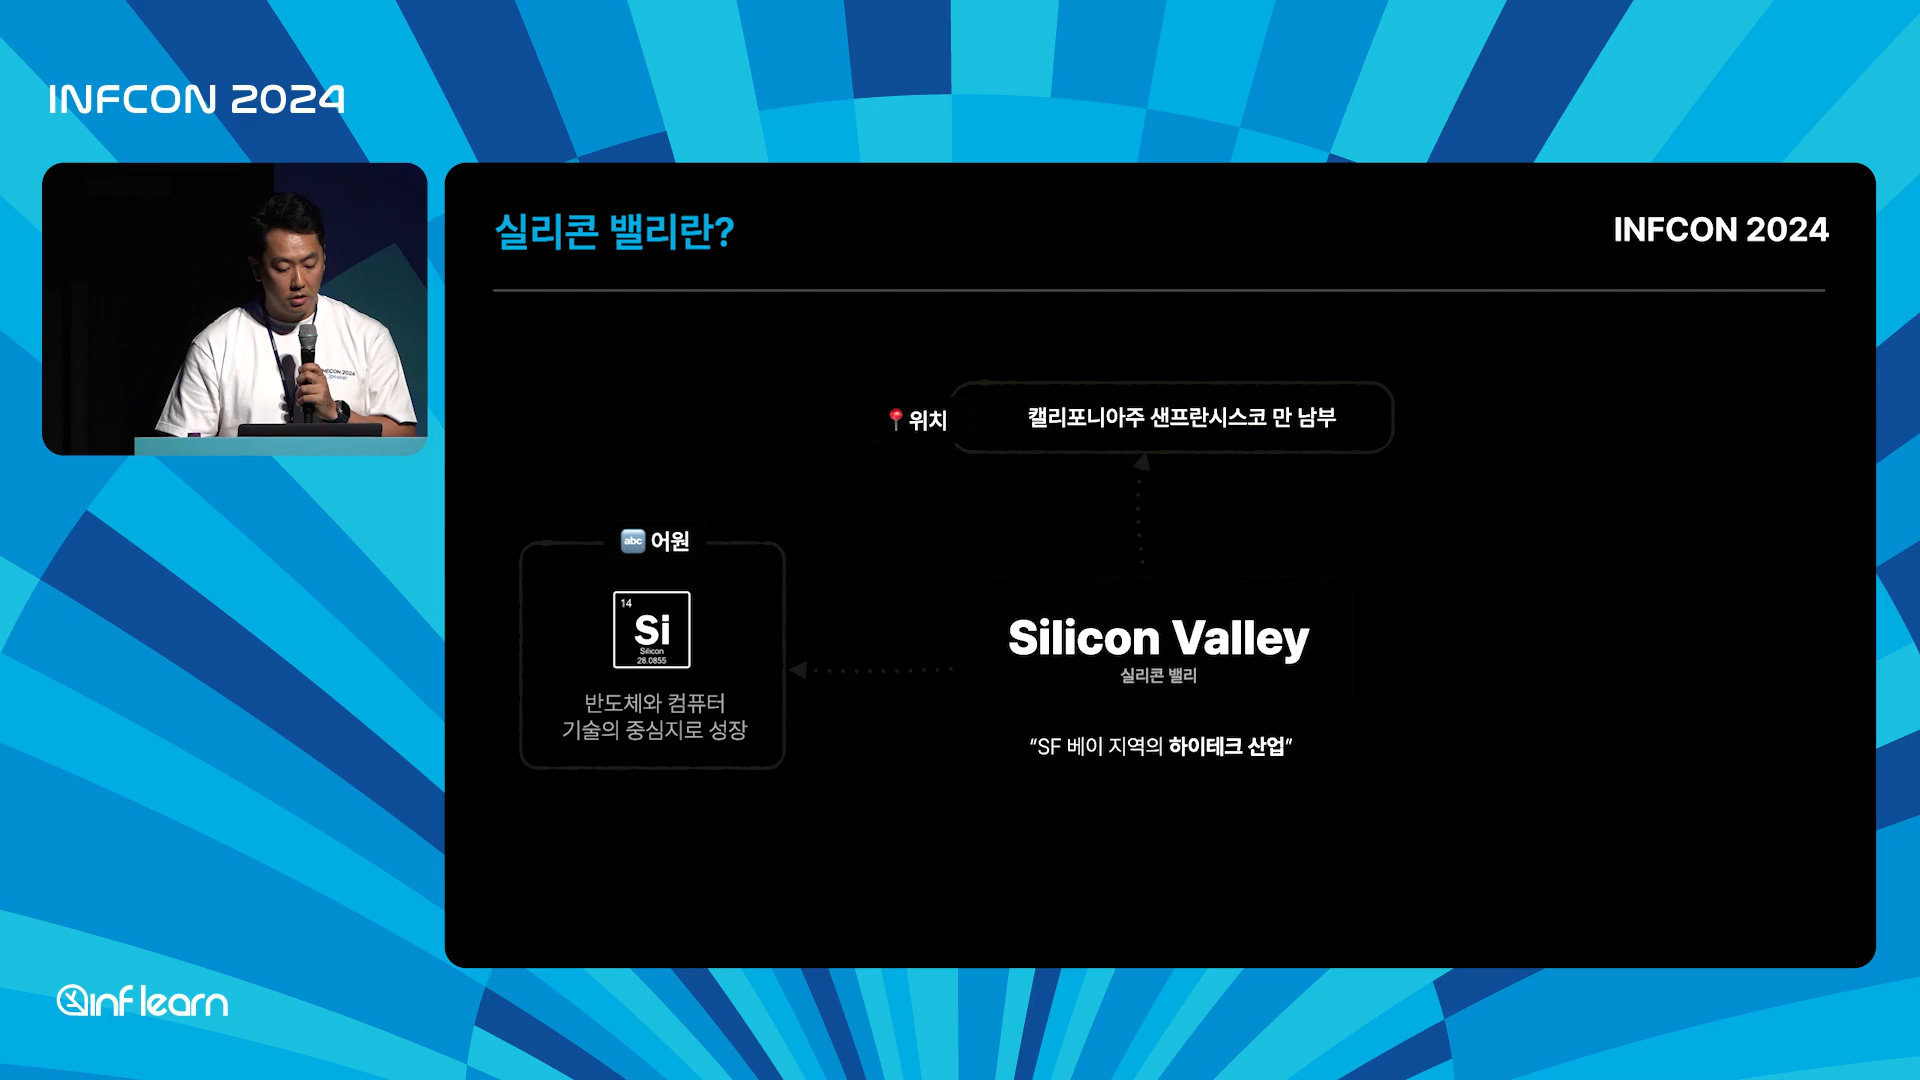 INFCON 2024
실리콘 밸리란?
INFCON 2024
📍위치
캘리포니아주 샌프란시스코 만 남부
abc 어원
14
Si
Silicon
28.0855
반도체와 컴퓨터
기술의 중심지로 성장
Silicon Valley
실리콘 밸리
“SF 베이 지역의 하이테크 산업”
INFCON 2024
inflearn